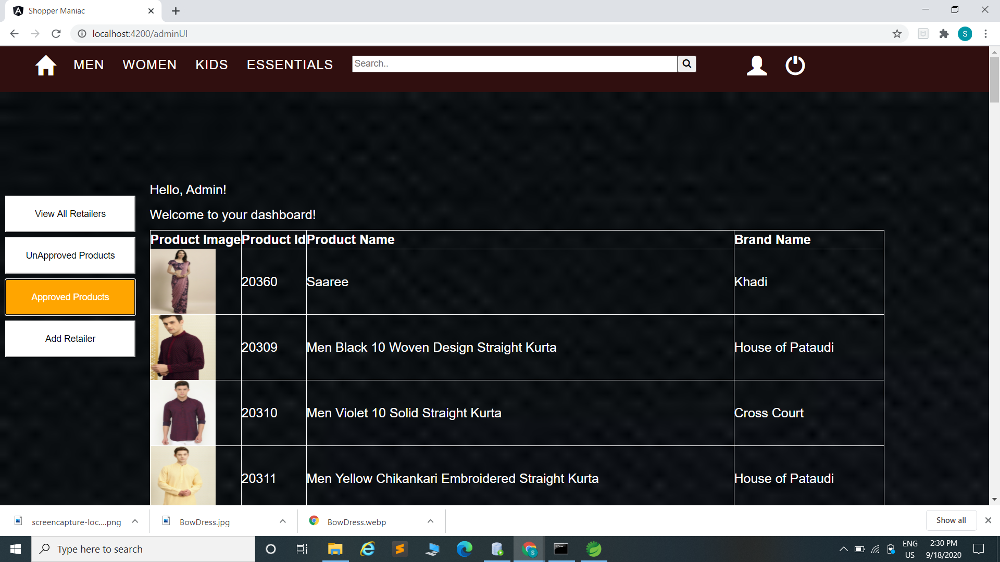 Shopper Maniac
localhost:4200/adminUI
S
MEN WOMEN KIDS ESSENTIALS Search..
Hello, Admin!
Welcome to your dashboard!
View All Retailers
UnApproved Products
Approved Products
Add Retailer
Product Image Product Id Product Name Brand Name
20360 Saaree Khadi
20309 Men Black 10 Woven Design Straight Kurta House of Pataudi
20310 Men Violet 10 Solid Straight Kurta Cross Court
20311 Men Yellow Chikankari Embroidered Straight Kurta House of Pataudi
screencapture-loc....png BowDress.jpg BowDress.webp Show all
Type here to search
S
ENG
US
2:30 PM
9/18/2020